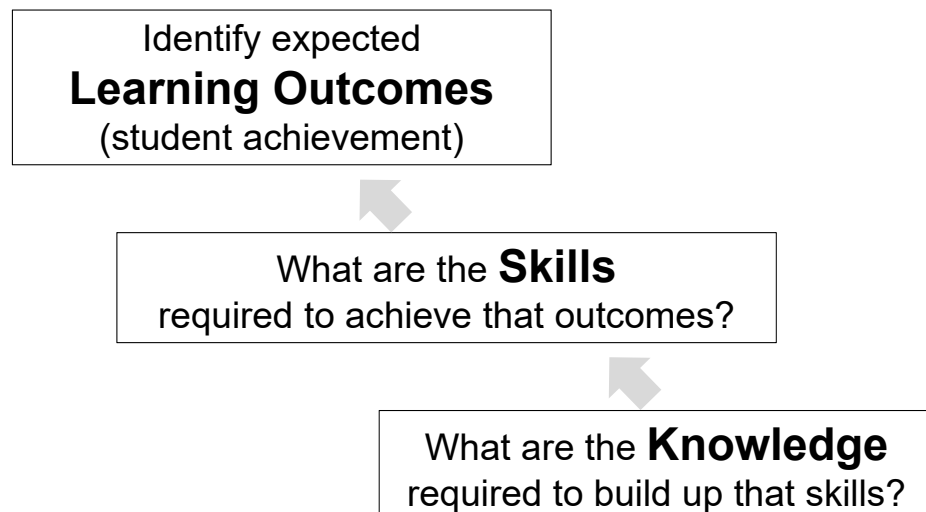 Identify expected
Learning Outcomes
(student achievement)
What are the Skills
required to achieve that outcomes?
What are the Knowledge
required to build up that skills?